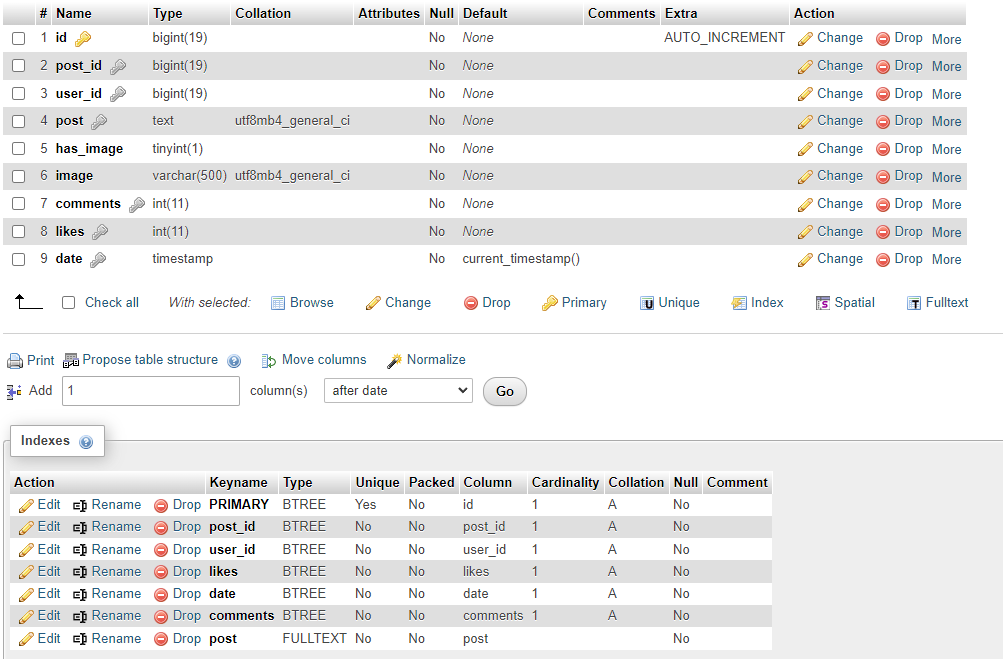 # Name Type Collation Attributes Null Default Comments Extra Action
1 id bigint(19) No None AUTO_INCREMENT Change Drop More
2 post_id bigint(19) No None Change Drop More
3 user_id bigint(19) No None Change Drop More
4 post text utf8mb4_general_ci No None Change Drop More
5 has_image tinyint(1) No None Change Drop More
6 image varchar(500) utf8mb4_general_ci No None Change Drop More
7 comments int(11) No None Change Drop More
8 likes int(11) No None Change Drop More
9 date timestamp No current_timestamp() Change Drop More
Check all With selected: Browse Change Drop Primary U Unique Index S Spatial T Fulltext
Print Propose table structure ? Move columns Normalize
Add 1 column(s) after date Go
Indexes ?
Action Keyname Type Unique Packed Column Cardinality Collation Null Comment
Edit Rename Drop PRIMARY BTREE Yes No id 1 A No
Edit Rename Drop post_id BTREE No No post_id 1 A No
Edit Rename Drop user_id BTREE No No user_id 1 A No
Edit Rename Drop likes BTREE No No likes 1 A No
Edit Rename Drop date BTREE No No date 1 A No
Edit Rename Drop comments BTREE No No comments 1 A No
Edit Rename Drop post FULLTEXT No No post No